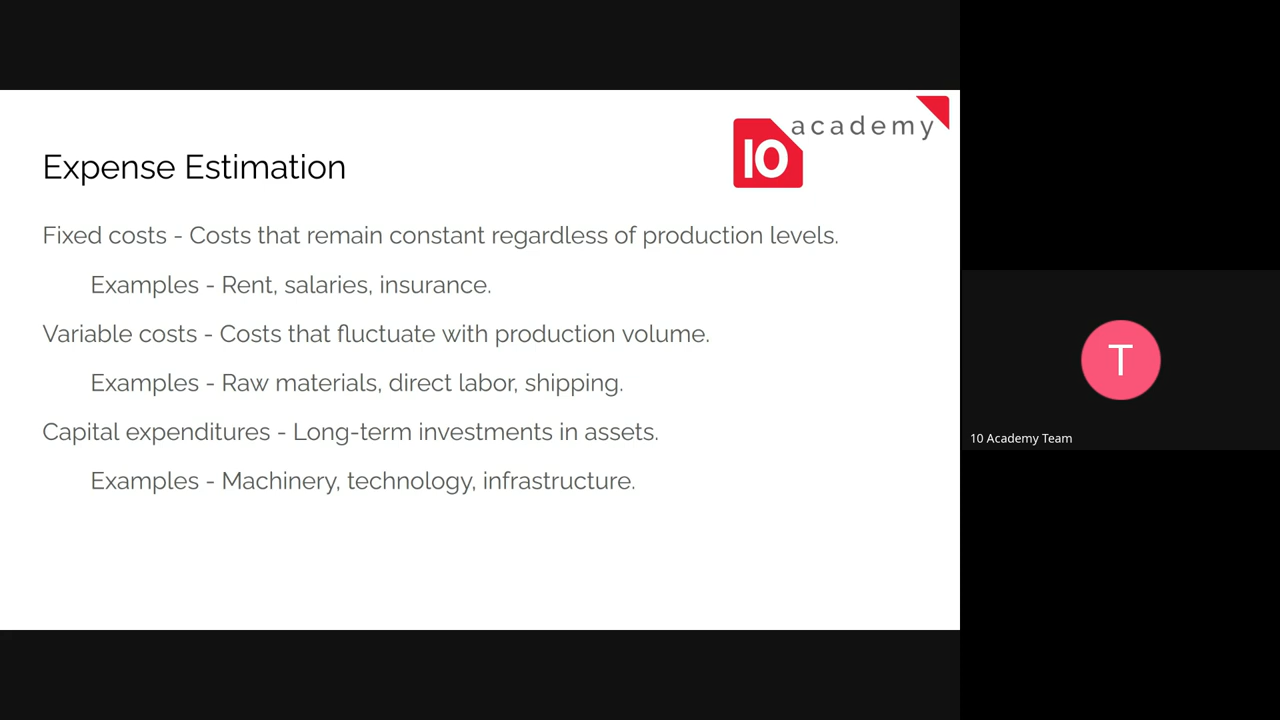 academy
10
Expense Estimation
Fixed costs - Costs that remain constant regardless of production levels.
Examples - Rent, salaries, insurance.
Variable costs - Costs that fluctuate with production volume.
Examples - Raw materials, direct labor, shipping.
Capital expenditures - Long-term investments in assets.
Examples - Machinery, technology, infrastructure.
T
10 Academy Team